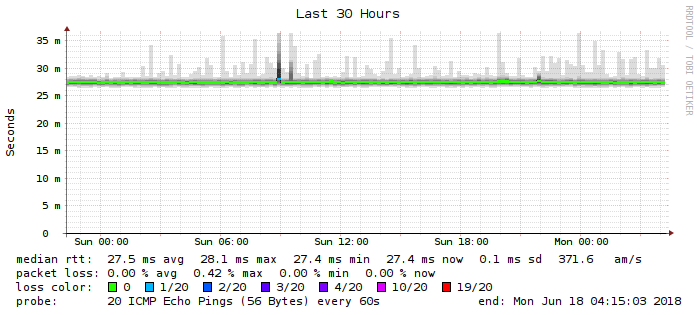 Last 30 Hours
RRDTOOL / TOBI OETIKER
Seconds
35 m
30 m
25 m
20 m
15 m
10 m
5 m
0
Sun 00:00 Sun 06:00 Sun 12:00 Sun 18:00 Mon 00:00
median rtt: 27.5 ms avg 28.1 ms max 27.4 ms min 27.4 ms now 0.1 ms sd 371.6 am/s
packet loss: 0.00 % avg 0.42 % max 0.00 % min 0.00 % now
loss color: 0 1/20 2/20 3/20 4/20 10/20 19/20
probe: 20 ICMP Echo Pings (56 Bytes) every 60s end: Mon Jun 18 04:15:03 2018